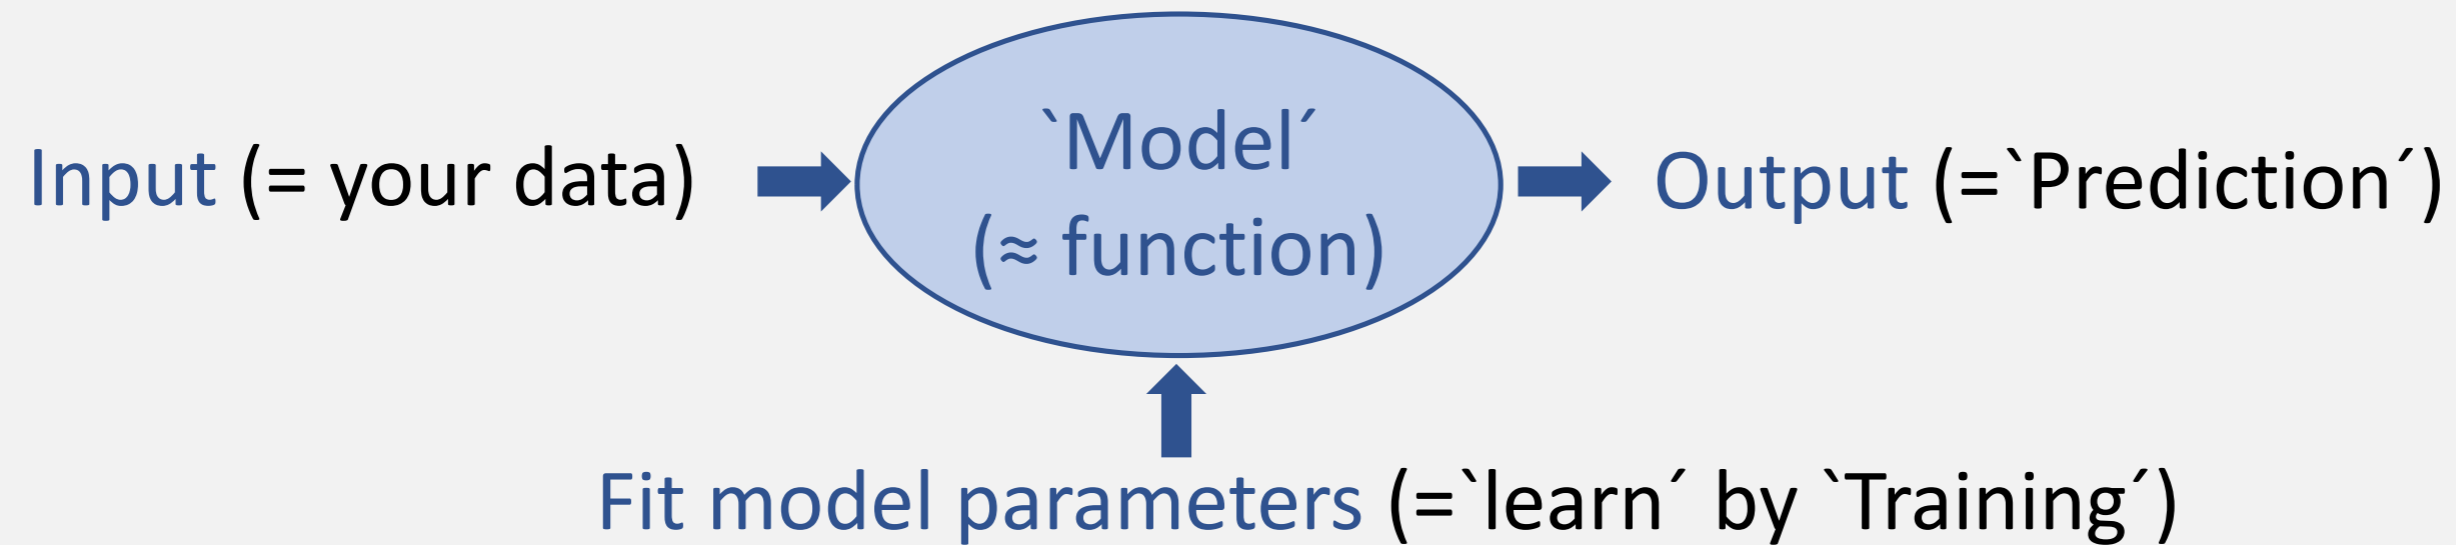 Input (= your data)
`Model´
(≈ function)
Output (=`Prediction´)
Fit model parameters (=`learn´ by `Training´)